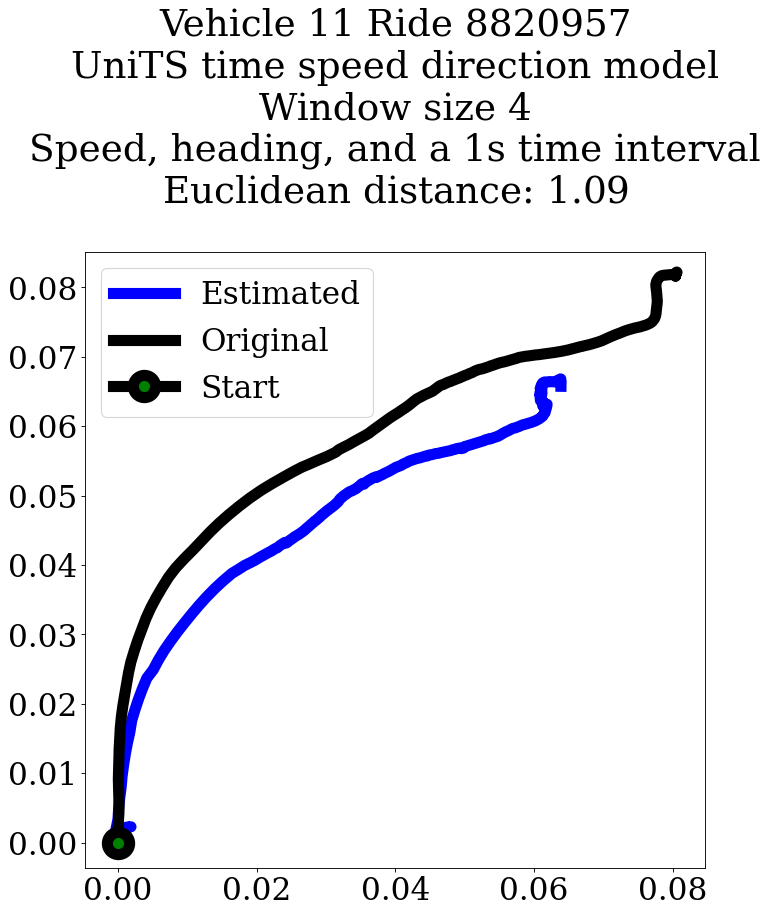 Vehicle 11 Ride 8820957
UniTS time speed direction model
Window size 4
Speed, heading, and a 1s time interval
Euclidean distance: 1.09
Estimated
Original
Start
0.08
0.07
0.06
0.05
0.04
0.03
0.02
0.01
0.00
0.00 0.02 0.04 0.06 0.08